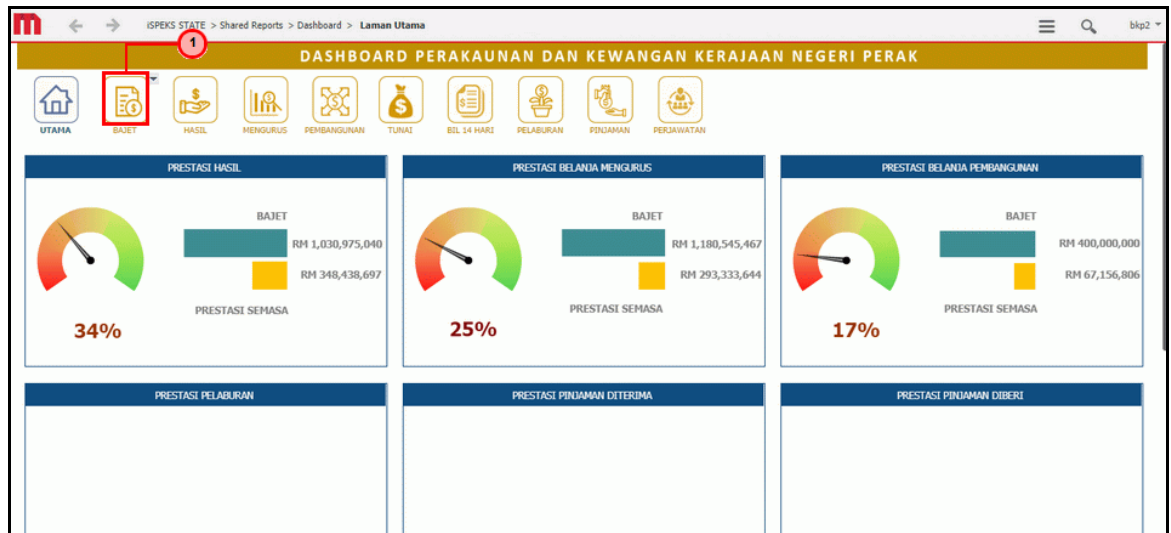 iSPEKS STATE > Shared Reports > Dashboard > Laman Utama
bkp2
1
DASHBOARD PERAKAUNAN DAN KEWANGAN KERAJAAN NEGERI PERAK
UTAMA BAJET HASIL MENGURUS PEMBANGUNAN TUNAI BIL 14 HARI PELABURAN PINJAMAN PERJAWATAN
PRESTASI HASIL
BAJET
RM 1,030,975,040
RM 348,438,697
PRESTASI SEMASA
34%
PRESTASI BELANJA MENGURUS
BAJET
RM 1,180,545,467
RM 293,333,644
PRESTASI SEMASA
25%
PRESTASI BELANJA PEMBANGUNAN
BAJET
RM 400,000,000
RM 67,156,806
PRESTASI SEMASA
17%
PRESTASI PELABURAN
PRESTASI PINJAMAN DITERIMA
PRESTASI PINJAMAN DIBERI